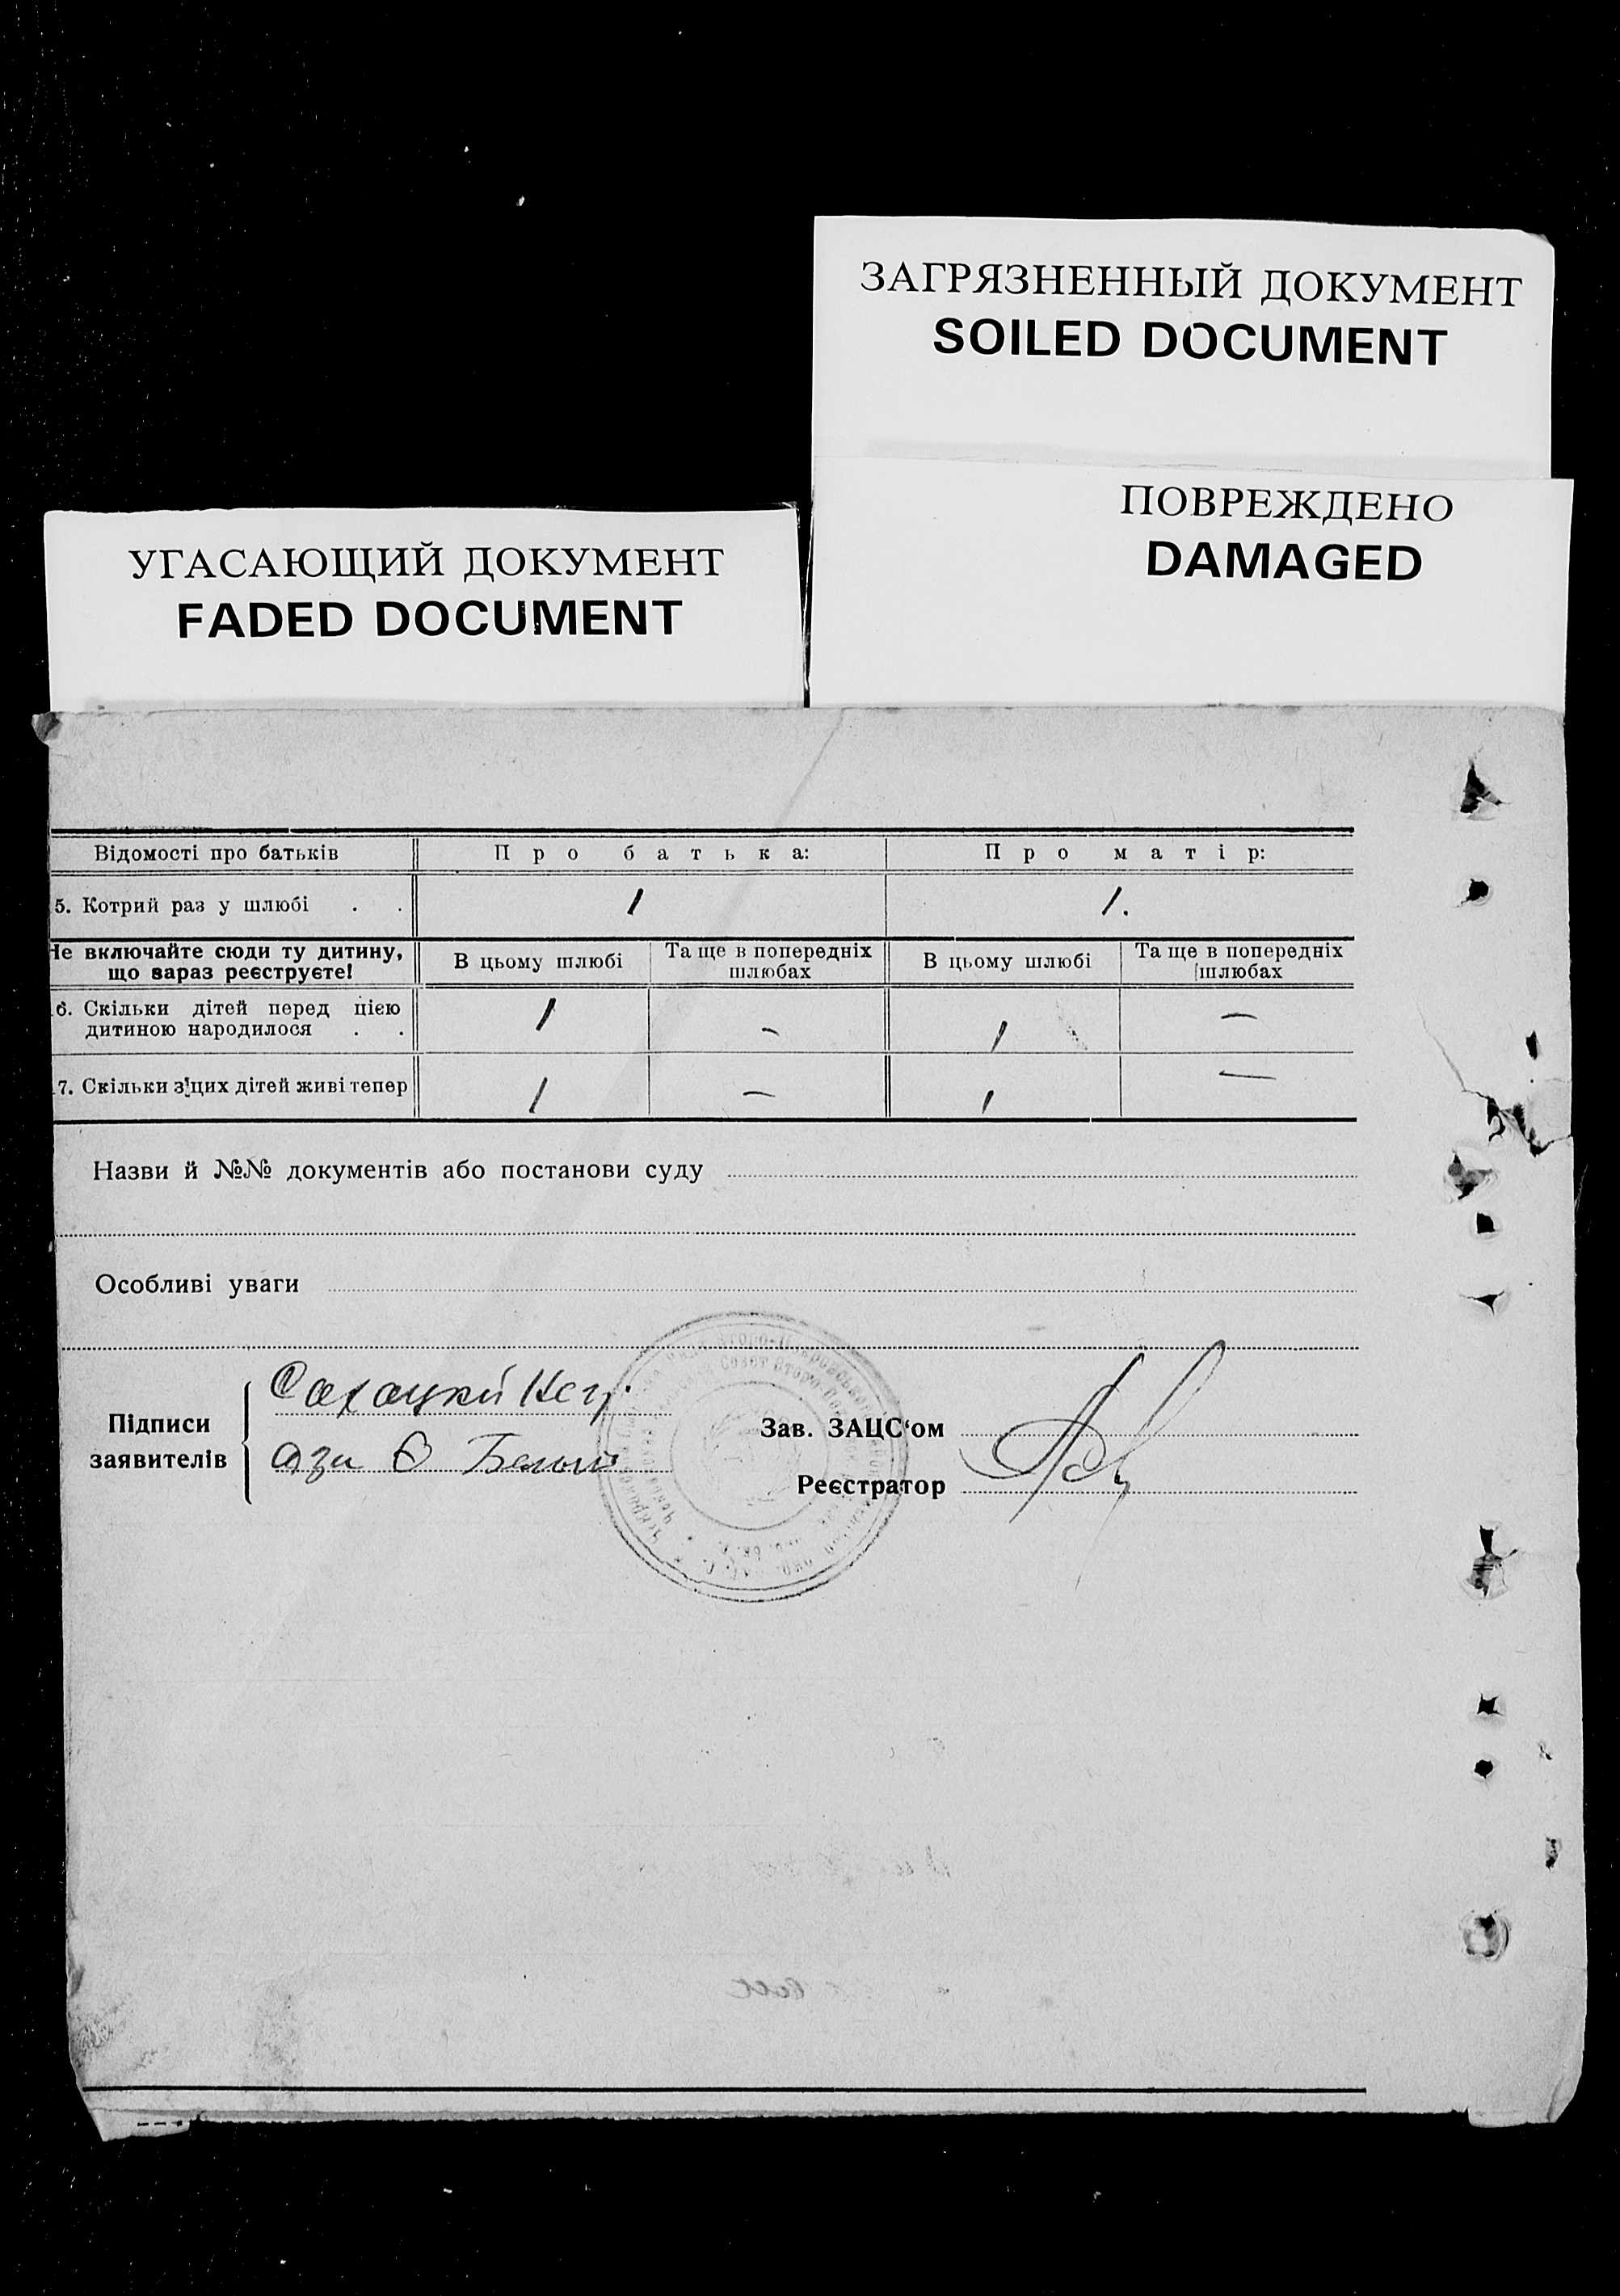 ЗАГРЯЗНЕННЫЙ ДОКУМЕНТ
SOILED DOCUMENT
ПОВРЕЖДЕНО
DAMAGED
УГАСАЮЩИЙ ДОКУМЕНТ
FADED DOCUMENT
Відомості про батьків Про батька: Про матір:
5. Котрий раз у шлюбі . . 1 1.
Не включайте сюди ту дитину, що вараз реєструєте! В цьому шлюбі Та ще в попередніх шлюбах В цьому шлюбі Та ще в попередніх шлюбах
6. Скільки дітей перед цією дитиною народилося . . 1 – 1 –
7. Скільки з цих дітей живі тепер 1 – 1 –
Назви й №№ документів або постанови суду
Особливі уваги
Підписи заявителів
Зав. ЗАЦС‘ом
Реєстратор